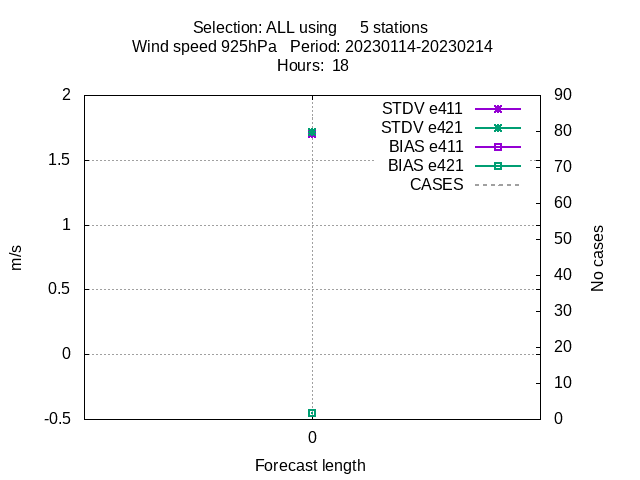 Selection: ALL using 5 stations
Wind speed 925hPa Period: 20230114-20230214
Hours: 18
2
1.5
1
0.5
0
-0.5
90
80
70
60
50
40
30
20
10
0
STDV e411
STDV e421
BIAS e411
BIAS e421
CASES
m/s
No cases
0
Forecast length